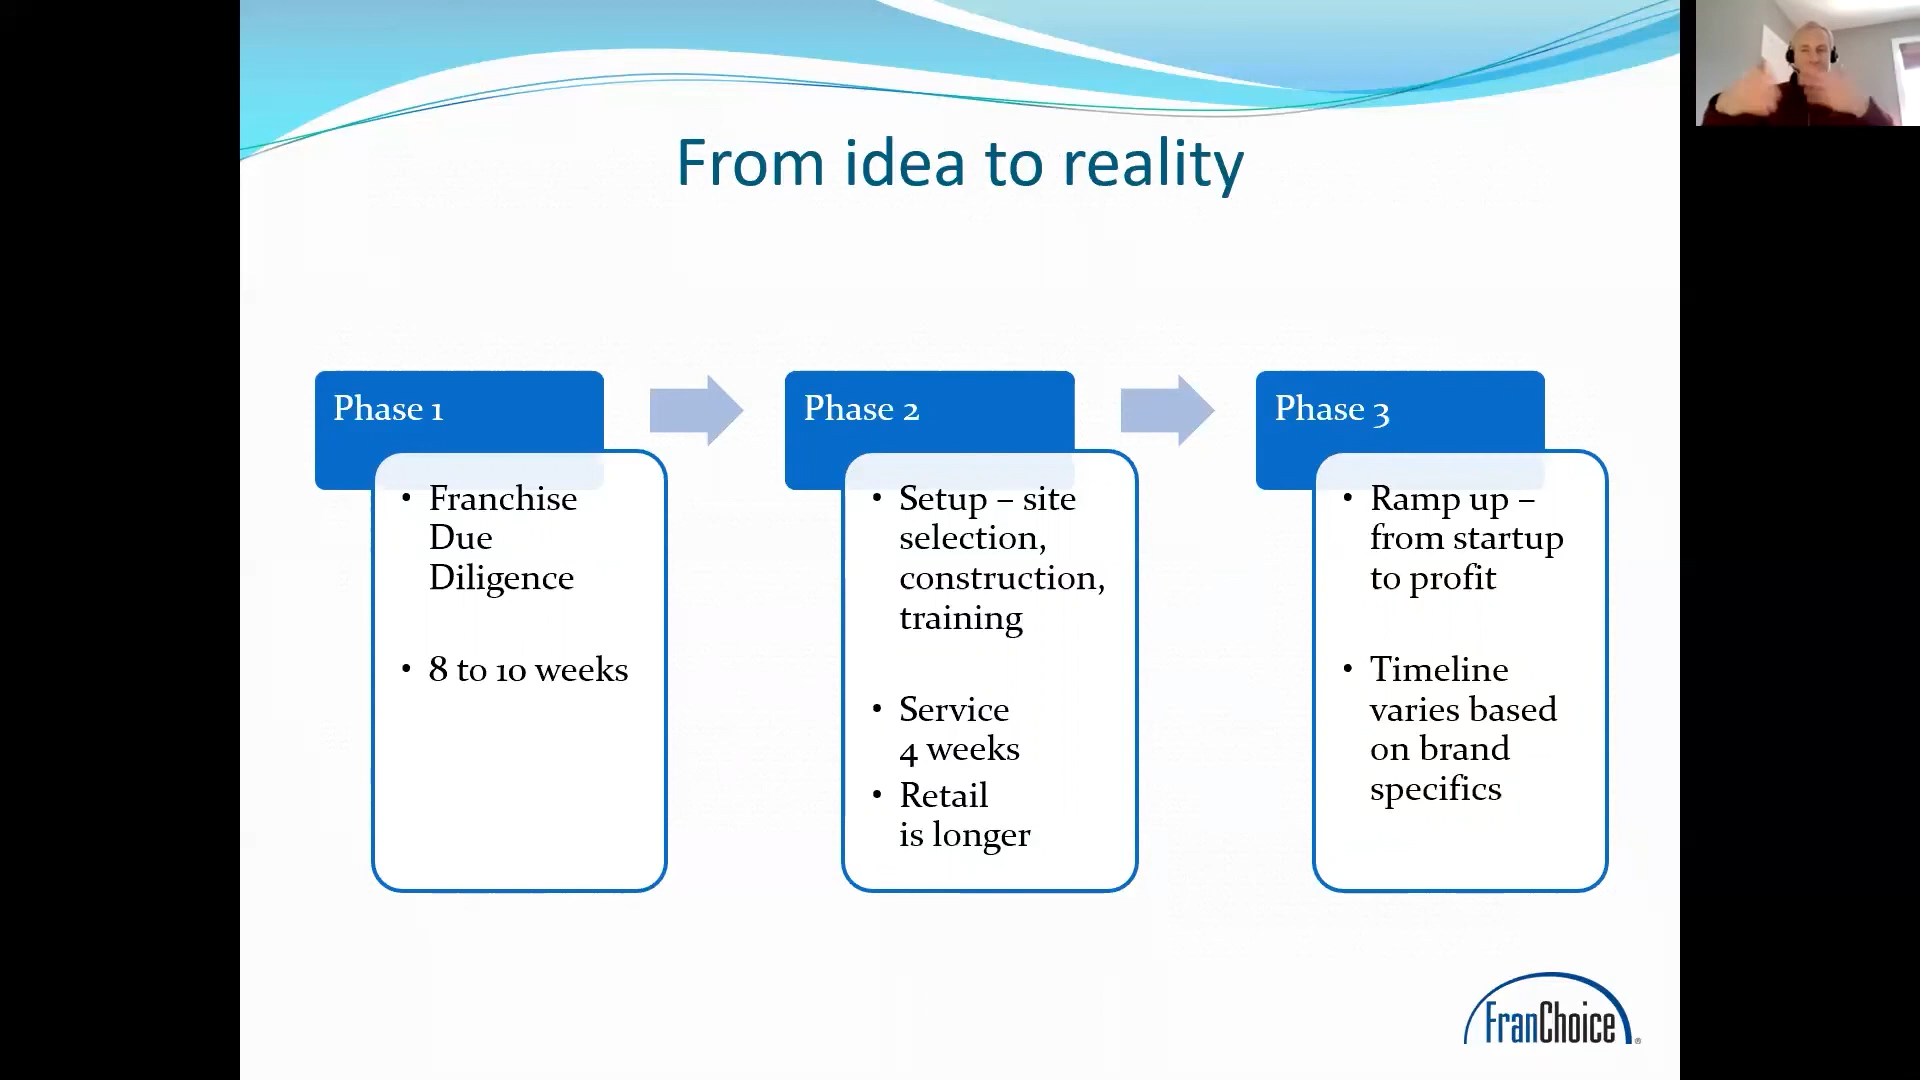 From idea to reality
Phase 1
• Franchise
Due
Diligence
• 8 to 10 weeks
Phase 2
• Setup – site
selection,
construction,
training
• Service
4 weeks
• Retail
is longer
Phase 3
• Ramp up –
from startup
to profit
• Timeline
varies based
on brand
specifics
FranChoice®